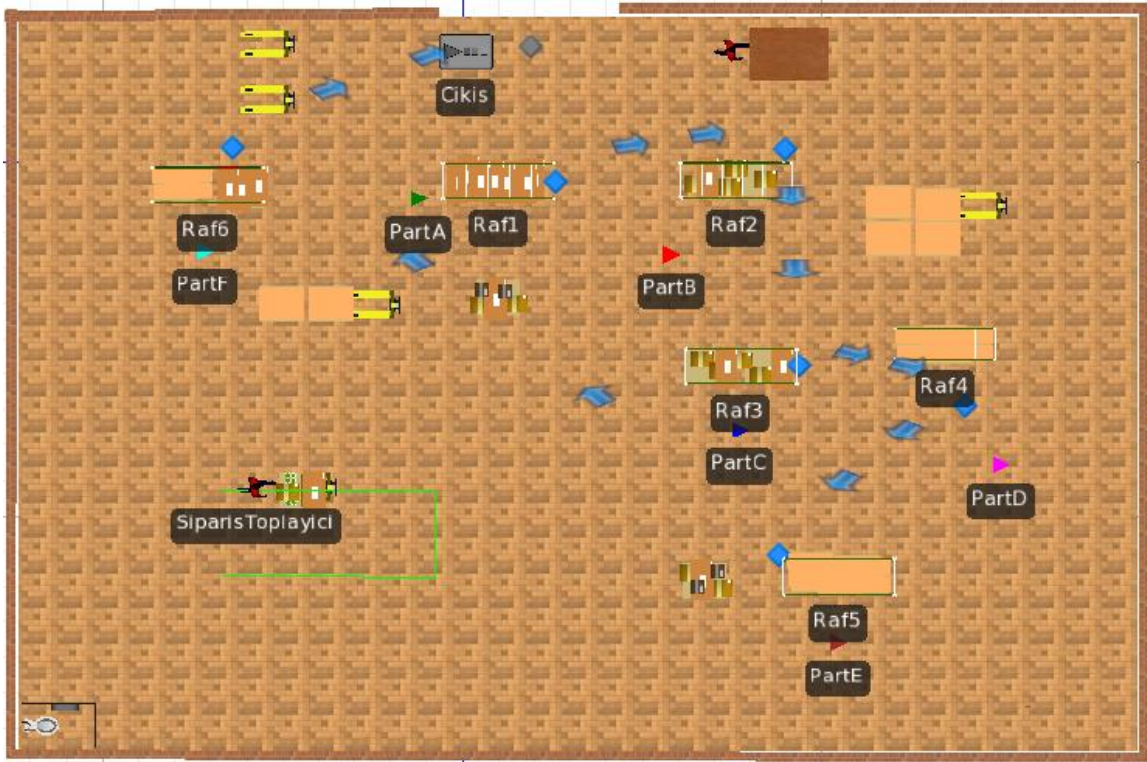 Cikis
Raf6
PartA
Raf1
Raf2
PartF
PartB
Raf4
Raf3
PartC
PartD
SiparisToplayici
Raf5
PartE